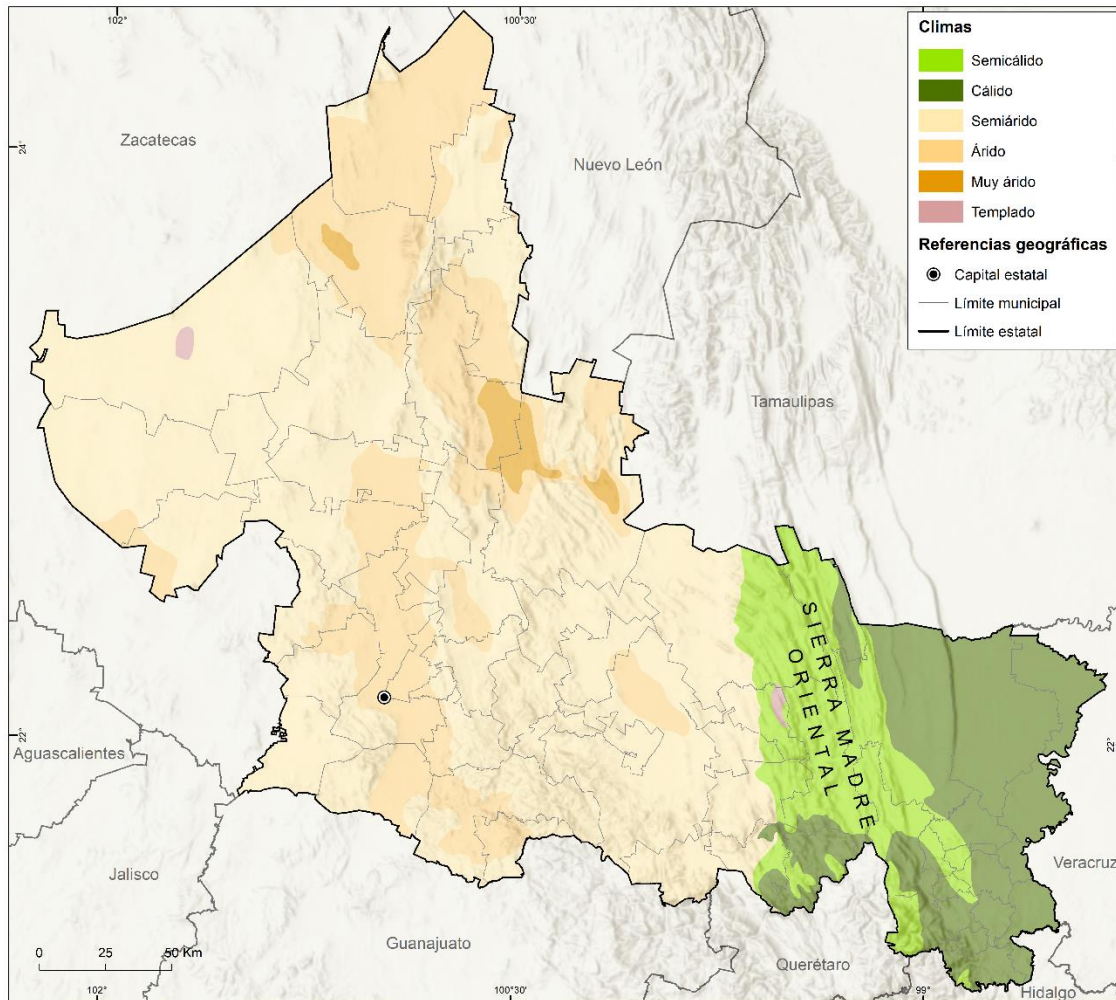 102°
100°30'
Climas
Semicálido
Cálido
Semiárido
Árido
Muy árido
Templado
Referencias geográficas
Capital estatal
Límite municipal
Límite estatal
Zacatecas
24°
Nuevo León
Tamaulipas
SIERRA MADRE
ORIENTAL
Aguascalientes
22°
22°
Jalisco
Veracruz
Guanajuato
Querétaro
Hidalgo
0 25 50 Km
102°
100°30'
99°